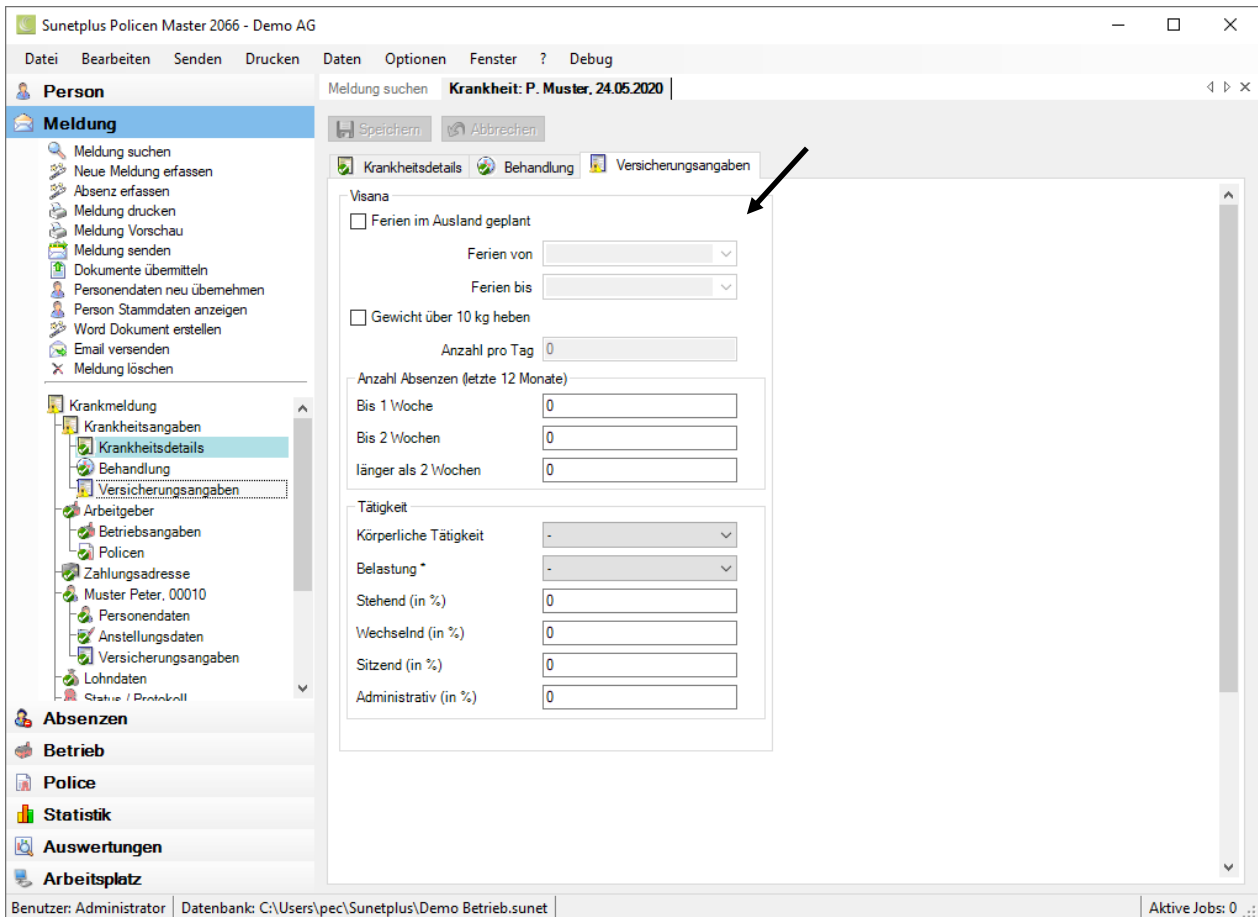 Sunetplus Policen Master 2066 - Demo AG
Datei Bearbeiten Senden Drucken Daten Optionen Fenster ? Debug
Person
Meldung
Meldung suchen
Neue Meldung erfassen
Absenz erfassen
Meldung drucken
Meldung Vorschau
Meldung senden
Dokumente übermitteln
Personendaten neu übernehmen
Person Stammdaten anzeigen
Word Dokument erstellen
Email versenden
Meldung löschen
Krankmeldung
Krankheitsangaben
Krankheitsdetails
Behandlung
Versicherungsangaben
Arbeitgeber
Betriebsangaben
Policen
Zahlungsadresse
Muster Peter, 00010
Personendaten
Anstellungsdaten
Versicherungsangaben
Lohndaten
Status / Protokoll
Absenzen
Betrieb
Police
Statistik
Auswertungen
Arbeitsplatz
Meldung suchen Krankheit: P. Muster, 24.05.2020
Speichern Abbrechen
Krankheitsdetails Behandlung Versicherungsangaben
Visana
Ferien im Ausland geplant
Ferien von
Ferien bis
Gewicht über 10 kg heben
Anzahl pro Tag 0
Anzahl Absenzen (letzte 12 Monate)
Bis 1 Woche 0
Bis 2 Wochen 0
länger als 2 Wochen 0
Tätigkeit
Körperliche Tätigkeit -
Belastung * -
Stehend (in %) 0
Wechselnd (in %) 0
Sitzend (in %) 0
Administrativ (in %) 0
Benutzer: Administrator Datenbank: C:\Users\pec\Sunetplus\Demo Betrieb.sunet Aktive Jobs: 0